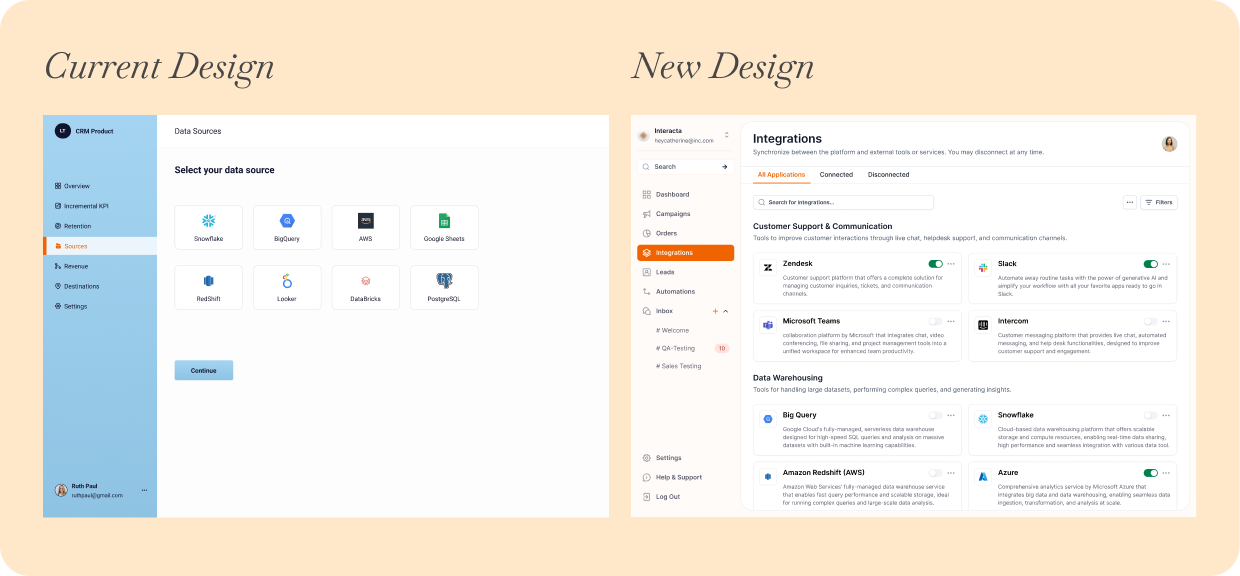 Current Design
New Design
LT CRM Product
Data Sources
Select your data source
Overview
Incremental KPI
Retention
Sources
Revenue
Destinations
Settings
Snowflake
BigQuery
aws
AWS
Google Sheets
RedShift
Looker
DataBricks
PostgreSQL
Continue
Ruth Paul
ruthpaul@gmail.com
Interacta
heycatherine@inc.com
Search
Dashboard
Campaigns
Orders
Integrations
Leads
Automations
Inbox
# Welcome
# QA-Testing 10
# Sales Testing
Settings
Help & Support
Log Out
Integrations
Synchronize between the platform and external tools or services. You may disconnect at any time.
All Applications Connected Disconnected
Search for integrations...
Filters
Customer Support & Communication
Tools to improve customer interactions through live chat, helpdesk support, and communication channels.
Zendesk
Customer support platform that offers a complete solution for
managing customer inquiries, tickets, and communication
channels.
Slack
Automate away routine tasks with the power of generative AI and
simplify your workflow with all your favorite apps ready to go in
Slack.
Microsoft Teams
collaboration platform by Microsoft that integrates chat, video
conferencing, file sharing, and project management tools into a
unified workspace for enhanced team productivity.
Intercom
Customer messaging platform that provides live chat, automated
messaging, and help desk functionalities, designed to improve
customer support and engagement.
Data Warehousing
Tools for handling large datasets, performing complex queries, and generating insights.
Big Query
Google Cloud's fully-managed, serverless data warehouse
designed for high-speed SQL queries and analysis on massive
datasets with built-in machine learning capabilities.
Snowflake
Cloud-based data warehousing platform that offers scalable
storage and compute resources, enabling real-time data sharing,
high performance and seamless integration with various data tool.
Amazon Redshift (AWS)
Amazon Web Services' fully-managed data warehouse service
that enables fast query performance and scalable storage, ideal
for running complex queries and large-scale data analysis.
Azure
Comprehensive analytics service by Microsoft Azure that
integrates big data and data warehousing, enabling seamless data
ingestion, transformation, and analysis at scale.